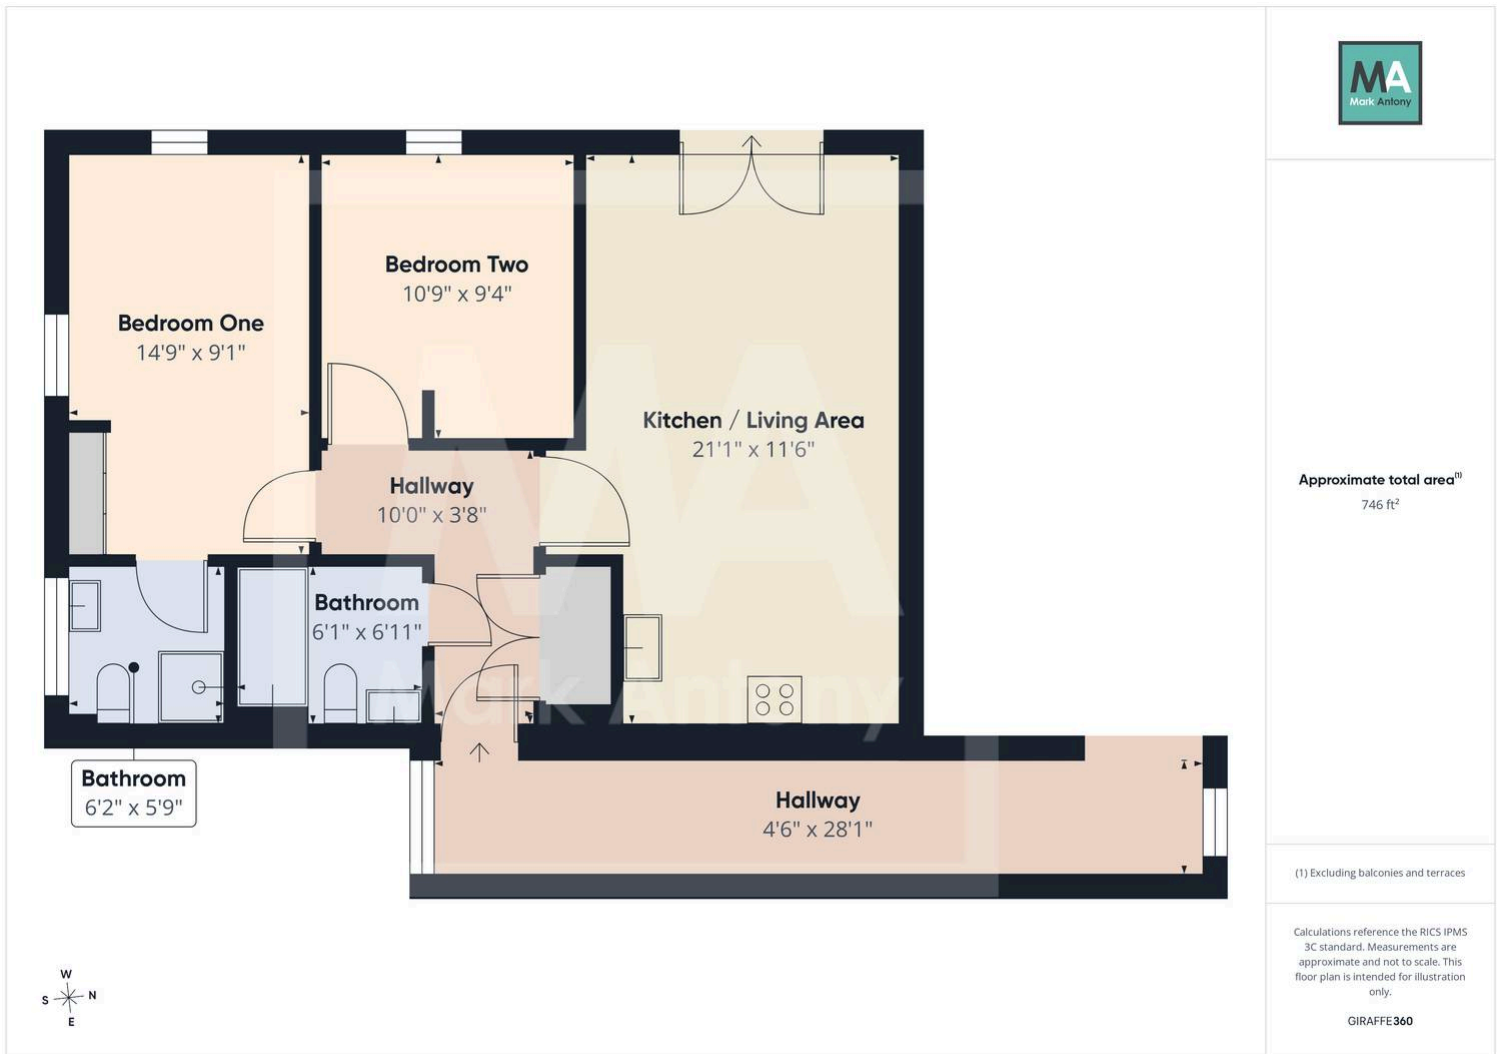 MA
Mark Antony
Bedroom Two
10'9" x 9'4"
Bedroom One
14'9" x 9'1"
Kitchen / Living Area
21'1" x 11'6"
Hallway
10'0" x 3'8"
Bathroom
6'1" x 6'11"
MA
Mark Antony
Bathroom
6'2" x 5'9"
Hallway
4'6" x 28'1"
Approximate total area(1)
746 ft²
(1) Excluding balconies and terraces
Calculations reference the RICS IPMS
3C standard. Measurements are
approximate and not to scale. This
floor plan is intended for illustration
only.
GIRAFFE360
W
S N
E